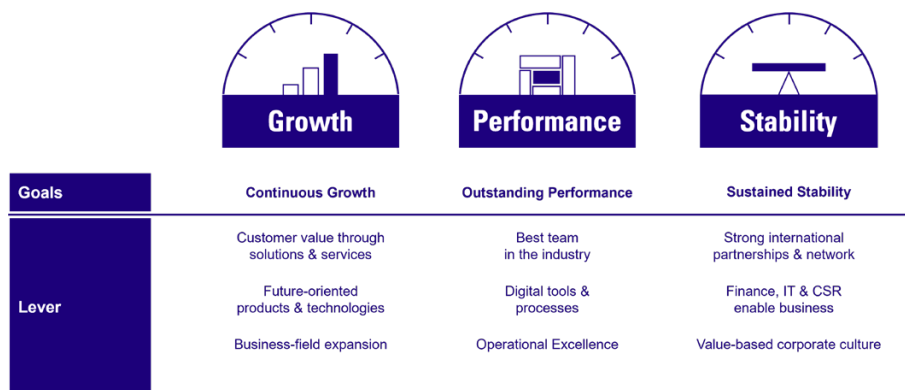 Growth
Performance
Stability
Goals
Continuous Growth
Outstanding Performance
Sustained Stability
Lever
Customer value through
solutions & services
Best team
in the industry
Strong international
partnerships & network
Future-oriented
products & technologies
Digital tools &
processes
Finance, IT & CSR
enable business
Business-field expansion
Operational Excellence
Value-based corporate culture